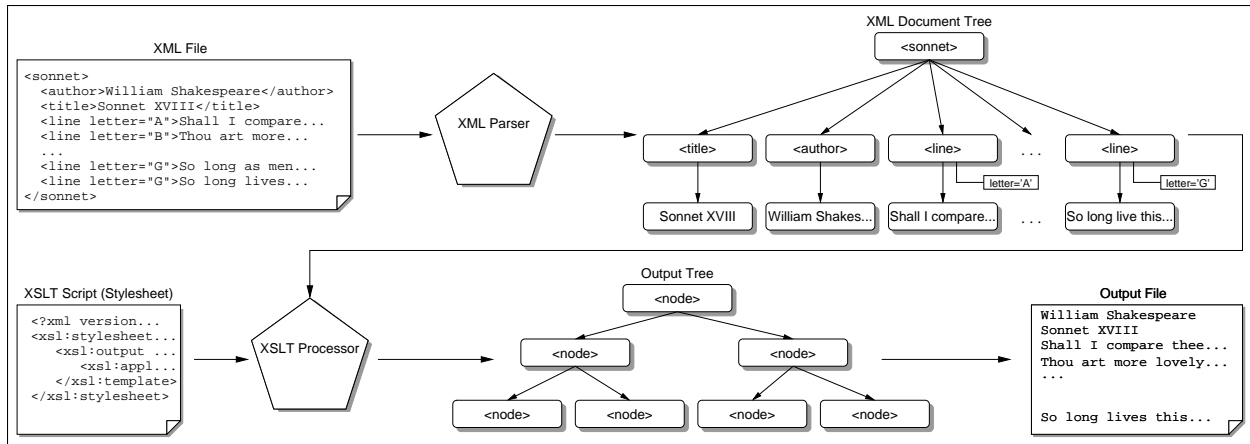 XML File
<sonnet>
<author>William Shakespeare</author>
<title>Sonnet XVIII</title>
<line letter="A">Shall I compare...
<line letter="B">Thou art more...
...
<line letter="G">So long as men...
<line letter="G">So long lives...
</sonnet>
XML Parser
XML Document Tree
<sonnet>
<title>
<author>
<line>
...
<line>
letter='A'
letter='G'
Sonnet XVIII
William Shakes...
Shall I compare...
...
So long live this...
XSLT Script (Stylesheet)
<?xml version...
<xsl:stylesheet...
<xsl:output ...
<xsl:appl...
</xsl:template>
</xsl:stylesheet>
XSLT Processor
Output Tree
<node>
<node>
<node>
<node>
<node>
<node>
<node>
Output File
William Shakespeare
Sonnet XVIII
Shall I compare thee...
Thou art more lovely...
...
So long lives this...